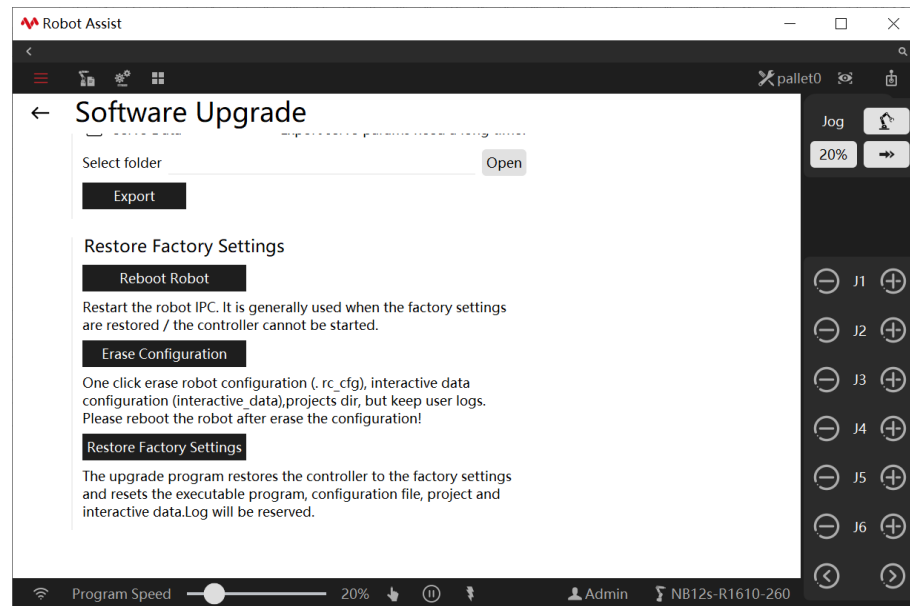 Robot Assist
pallet0
Software Upgrade
Jog
20%
Select folder
Open
Export
Restore Factory Settings
Reboot Robot
Restart the robot IPC. It is generally used when the factory settings
are restored / the controller cannot be started.
Erase Configuration
One click erase robot configuration (. rc_cfg), interactive data
configuration (interactive_data),projects dir, but keep user logs.
Please reboot the robot after erase the configuration!
Restore Factory Settings
The upgrade program restores the controller to the factory settings
and resets the executable program, configuration file, project and
interactive data.Log will be reserved.
J1
J2
J3
J4
J5
J6
Program Speed 20% Admin NB12s-R1610-260